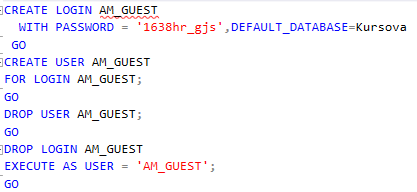 CREATE LOGIN AM_GUEST
WITH PASSWORD = '1638hr_gjs',DEFAULT_DATABASE=Kursova
GO
CREATE USER AM_GUEST
FOR LOGIN AM_GUEST;
GO
DROP USER AM_GUEST;
GO
DROP LOGIN AM_GUEST
EXECUTE AS USER = 'AM_GUEST';
GO